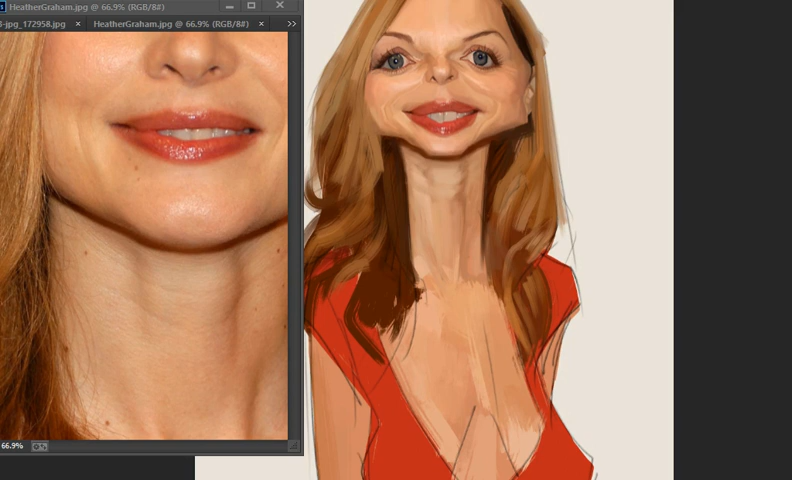 HeatherGraham.jpg @ 66.9% (RGB/8#)
-jpg_172958.jpg × HeatherGraham.jpg @ 66.9% (RGB/8#) × »
66.9%